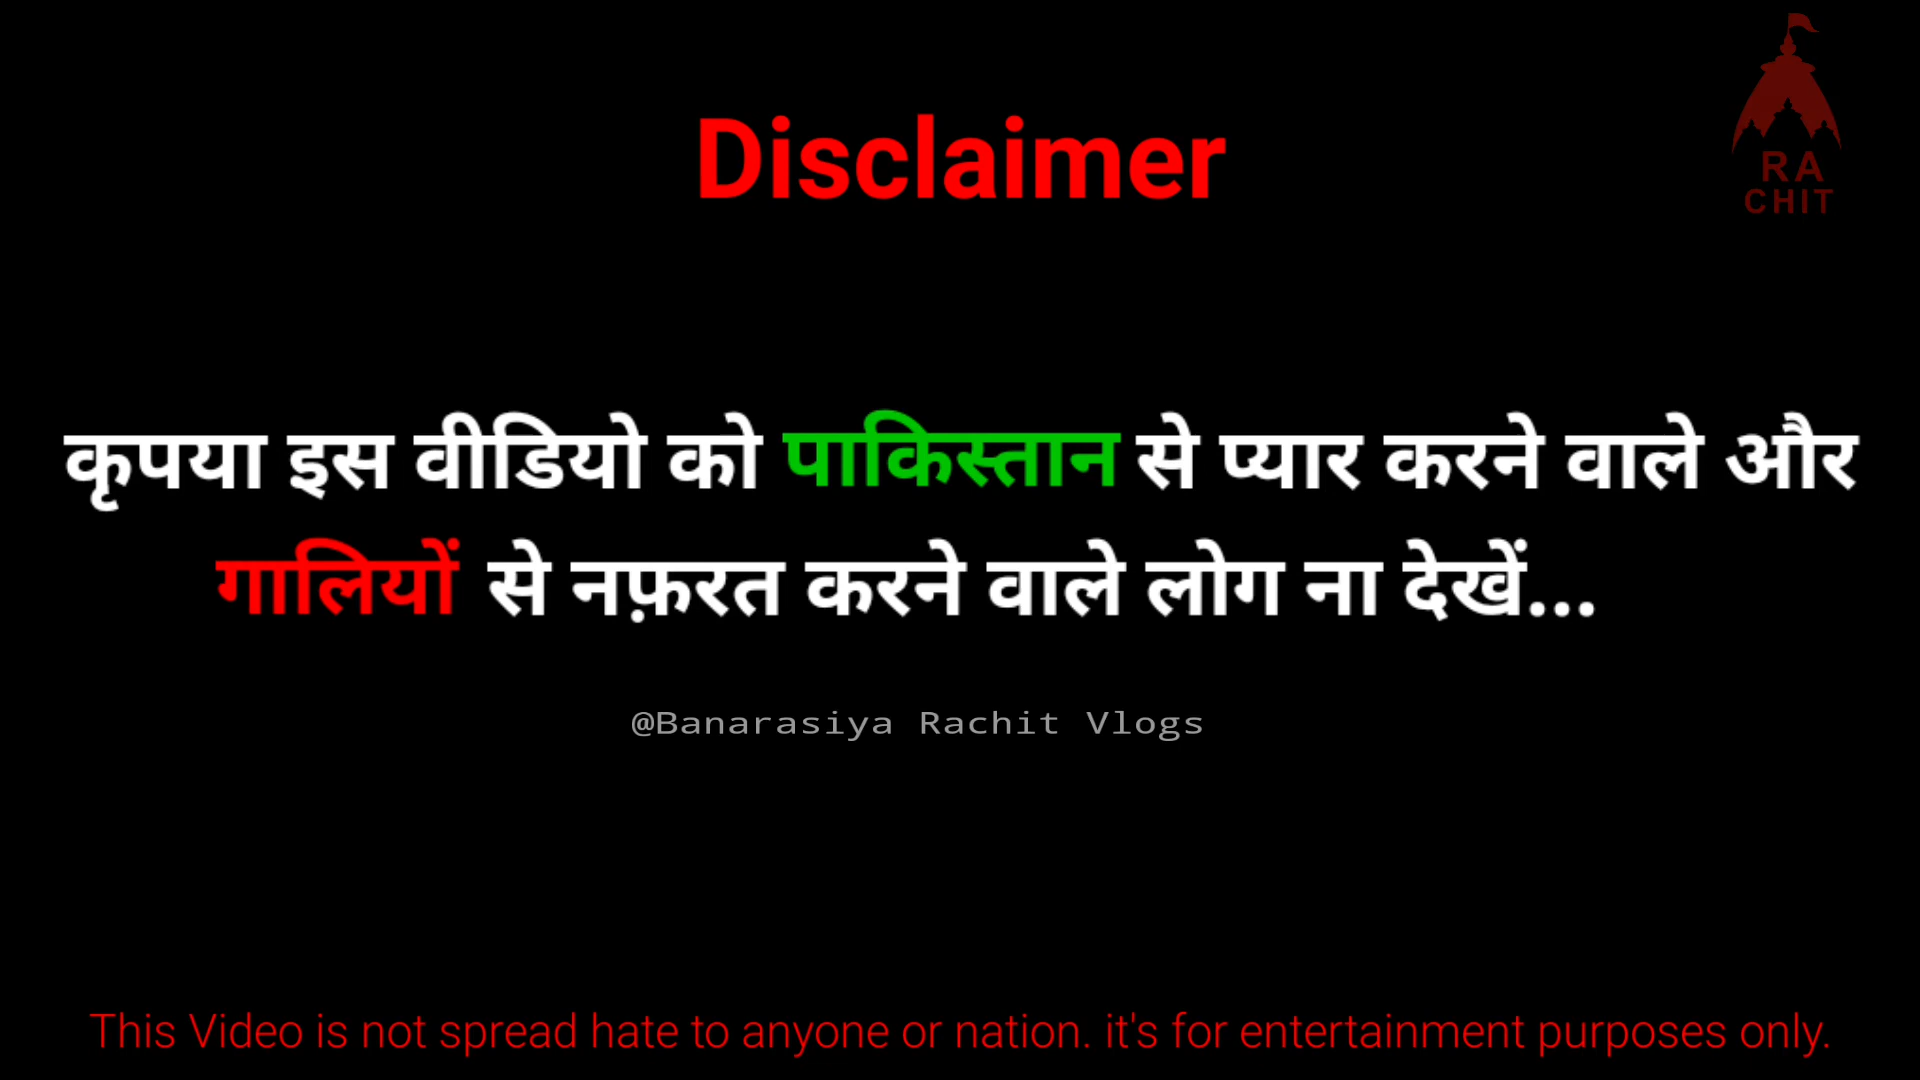 RA
CHIT
Disclaimer
कृपया इस वीडियो को पाकिस्तान से प्यार करने वाले और
गालियों से नफ़रत करने वाले लोग ना देखें...
@Banarasiya Rachit Vlogs
This Video is not spread hate to anyone or nation. it's for entertainment purposes only.